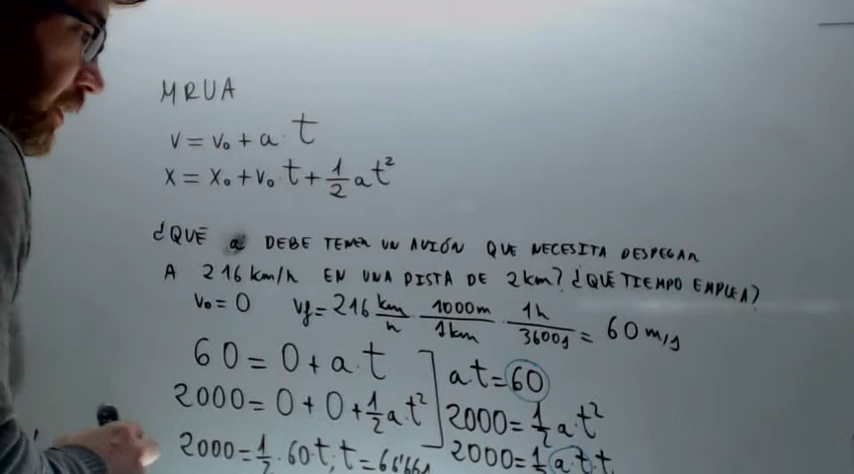 MRUA
v = v₀ + a · t
x = x₀ + v₀ · t + 1/2 a t²
¿QUÉ a DEBE TENER UN AVIÓN QUE NECESITA DESPEGAR
A 216 km/h EN UNA PISTA DE 2km? ¿QUÉ TIEMPO EMPLEA?
v₀ = 0 vf = 216 km/h · 1000m/1km · 1h/3600s = 60 m/s
60 = 0 + a · t
2000 = 0 + 0 + 1/2 a t²
2000 = 1/2 · 60 · t; t = 66'66s
a t = 60
2000 = 1/2 a · t²
2000 = 1/2 a t · t